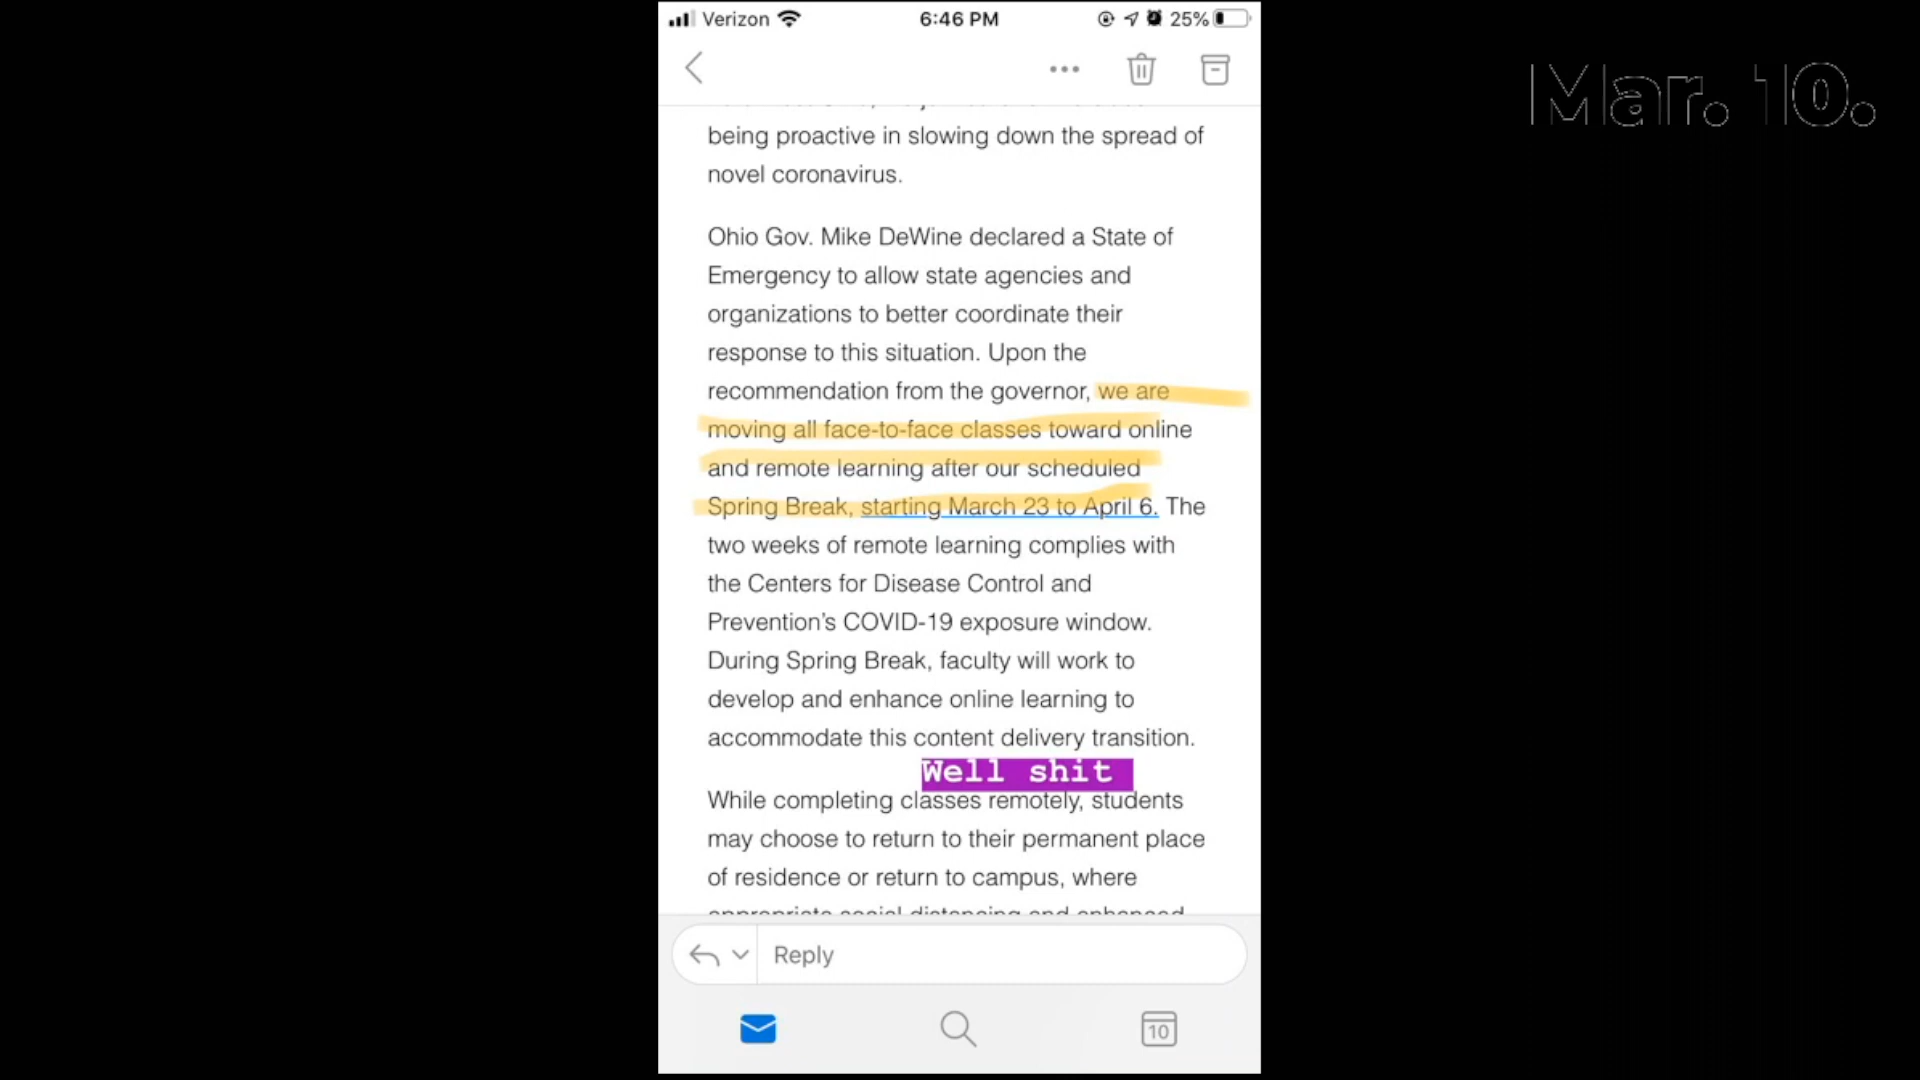 Verizon 6:46 PM 25%
Mar. 10.
being proactive in slowing down the spread of
novel coronavirus.
Ohio Gov. Mike DeWine declared a State of
Emergency to allow state agencies and
organizations to better coordinate their
response to this situation. Upon the
recommendation from the governor, we are
moving all face-to-face classes toward online
and remote learning after our scheduled
Spring Break, starting March 23 to April 6. The
two weeks of remote learning complies with
the Centers for Disease Control and
Prevention's COVID-19 exposure window.
During Spring Break, faculty will work to
develop and enhance online learning to
accommodate this content delivery transition.
Well shit
While completing classes remotely, students
may choose to return to their permanent place
of residence or return to campus, where
appropriate social distancing and enhanced
Reply
10